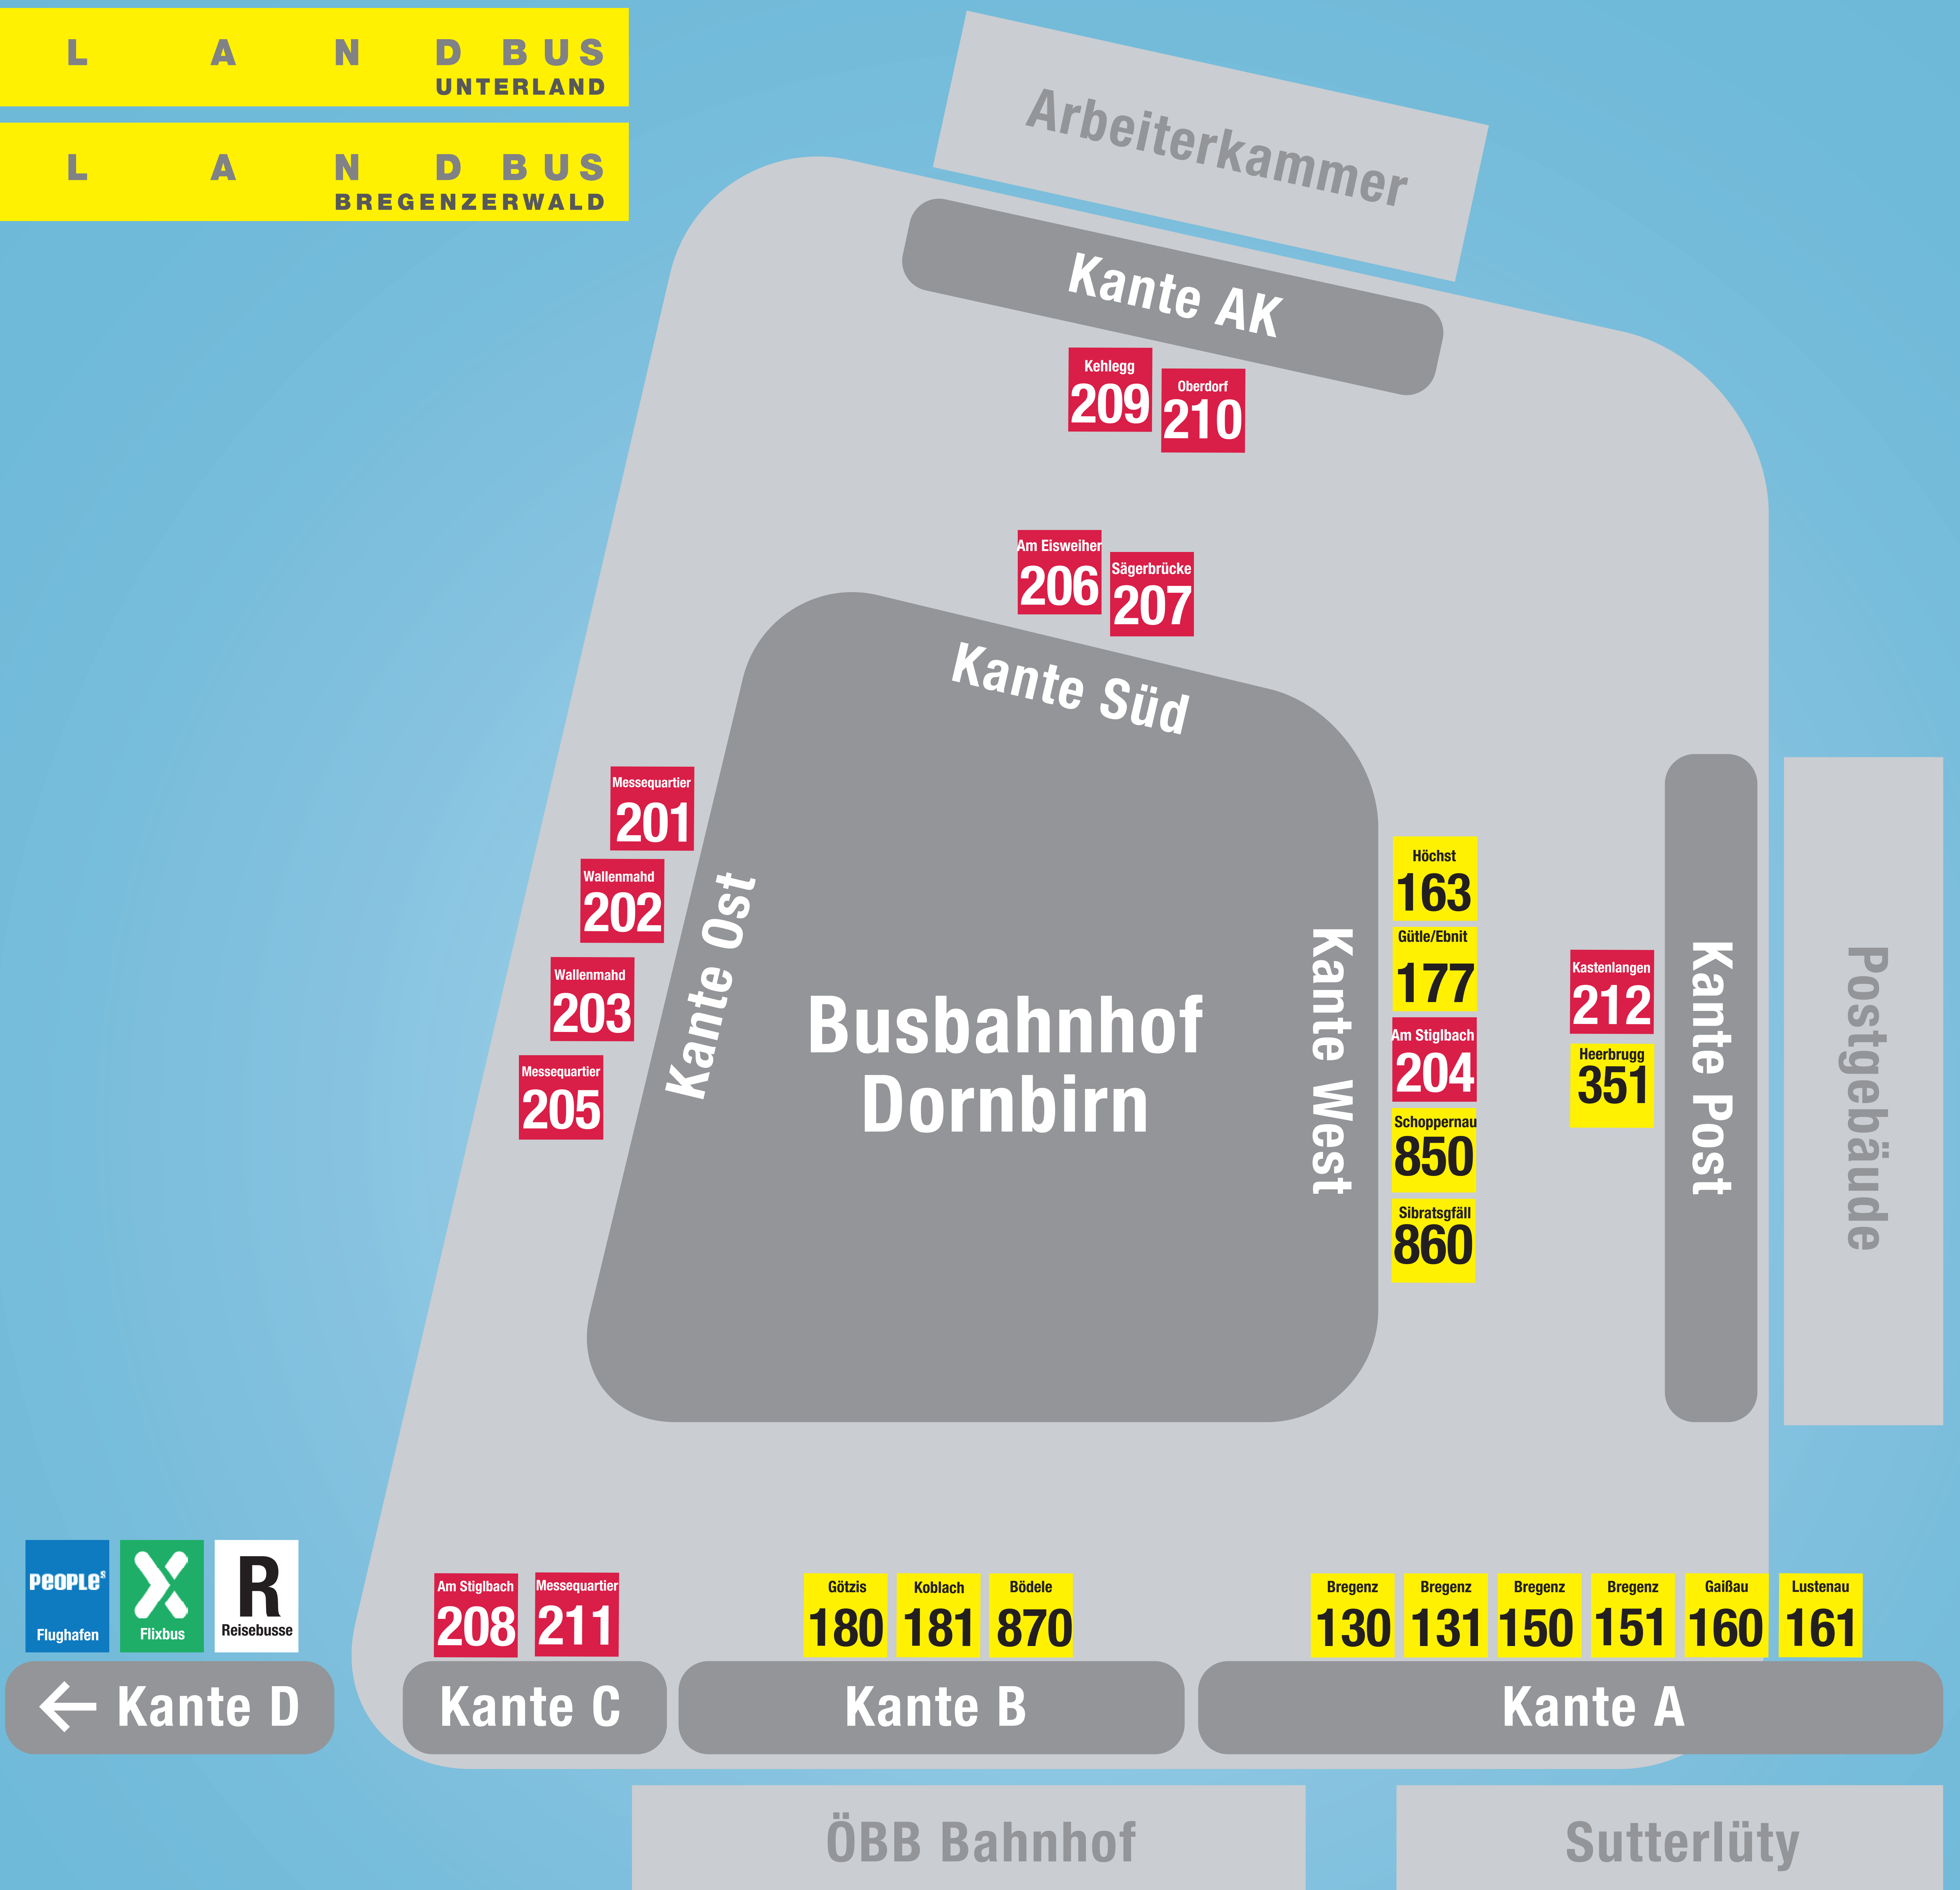 L A N D BUS
UNTERLAND
L A N D BUS
BREGENZERWALD
Arbeiterkammer
Kante AK
Kehlegg
209
Oberdorf
210
Am Eisweiher
206
Sägerbrücke
207
Kante Süd
Messequartier
201
Wallenmahd
202
Wallenmahd
203
Messequartier
205
Kante Ost
Busbahnhof
Dornbirn
Kante West
Höchst
163
Gütle/Ebnit
177
Am Stiglbach
204
Schoppernau
850
Sibratsgfäll
860
Kastenlangen
212
Heerbrugg
351
Kante Post
Postgebäude
PEOPLE's
Flughafen
Flixbus
R
Reisebusse
Kante D
Am Stiglbach
208
Messequartier
211
Kante C
Götzis
180
Koblach
181
Bödele
870
Kante B
Bregenz
130
Bregenz
131
Bregenz
150
Bregenz
151
Gaißau
160
Lustenau
161
Kante A
ÖBB Bahnhof
Sutterlüty